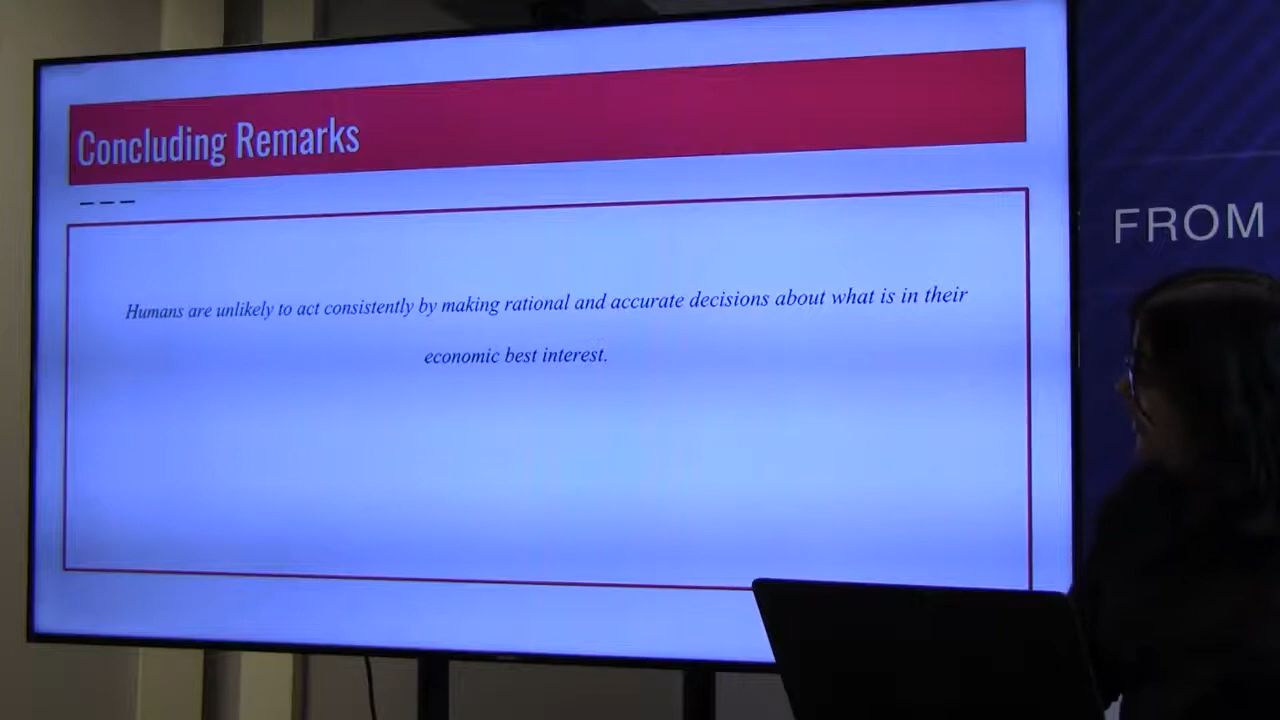 Concluding Remarks
Humans are unlikely to act consistently by making rational and accurate decisions about what is in their
economic best interest.
FROM